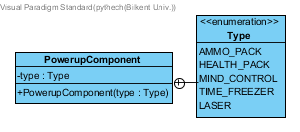 Visual Paradigm Standard(pythech(Bilkent Univ.))
<<enumeration>>
Type
AMMO_PACK
HEALTH_PACK
MIND_CONTROL
TIME_FREEZER
LASER
PowerupComponent
-type : Type
+PowerupComponent(type : Type)